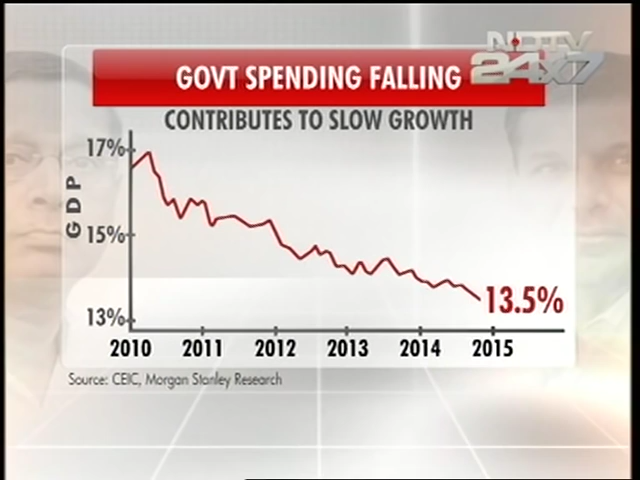 NDTV
24x7
GOVT SPENDING FALLING
CONTRIBUTES TO SLOW GROWTH
17%
GDP
15%
13%
13.5%
2010 2011 2012 2013 2014 2015
Source: CEIC, Morgan Stanley Research